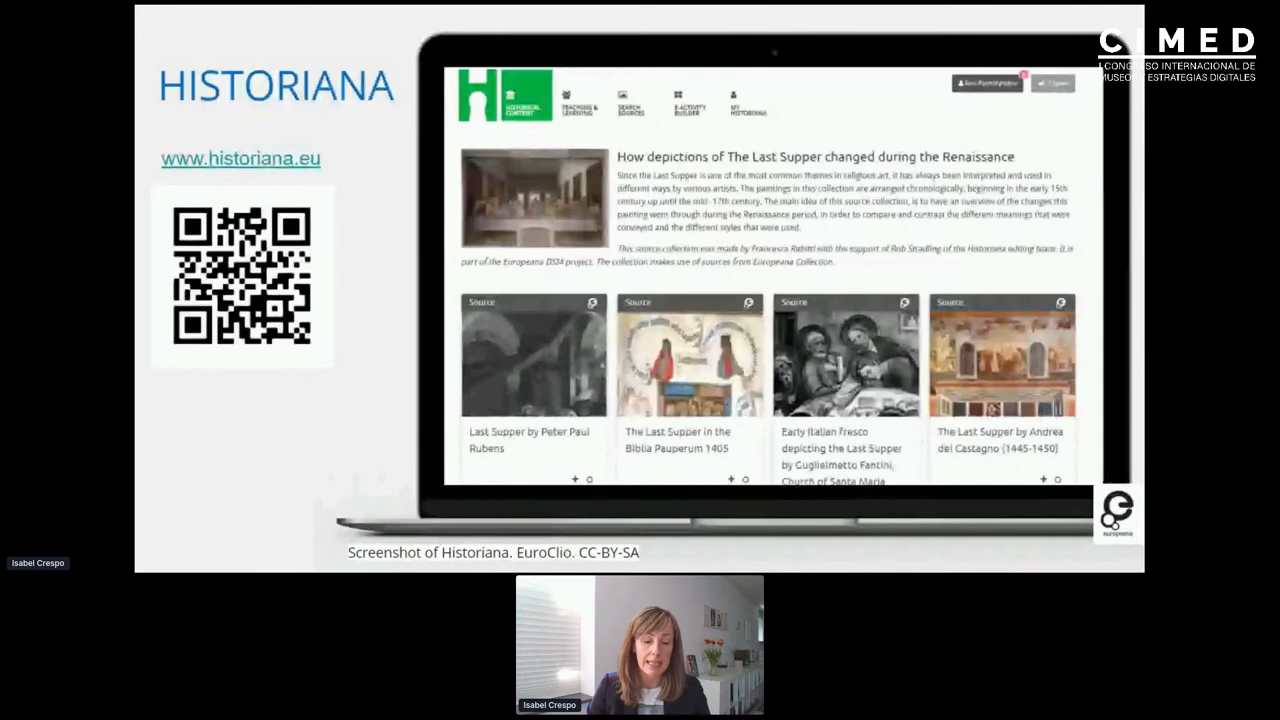 HISTORIANA
www.historiana.eu
CIMED
I CONGRESO INTERNACIONAL DE
MUSEOS Y ESTRATEGIAS DIGITALES
HISTORICAL
CONTENT
TEACHING &
LEARNING
SEARCH
SOURCES
E-ACTIVITY
BUILDER
MY
HISTORIANA
How depictions of The Last Supper changed during the Renaissance
Since the Last Supper is one of the most common themes in religious art, it has always been interpreted and used in
different ways by various artists. The paintings in this collection are arranged chronologically, beginning in the early 15th
century up until the mid- 17th century. The main idea of this source collection, is to have an overview of the changes this
painting went through during the Renaissance period, in order to compare and contrast the different meanings that were
conveyed and the different styles that were used.
This source collection was made by Francesca Rabitti with the support of Rob Stradling of the Historiana editing team. It is
part of the Europeana DSI4 project. The collection makes use of sources from Europeana Collection.
Source
Last Supper by Peter Paul
Rubens
Source
The Last Supper in the
Biblia Pauperum 1405
Source
Early Italian fresco
depicting the Last Supper
by Guglielmetto Fantini,
Church of Santa Maria
Source
The Last Supper by Andrea
del Castagno (1445-1450)
europeana
Screenshot of Historiana. EuroClio. CC-BY-SA
Isabel Crespo
Isabel Crespo